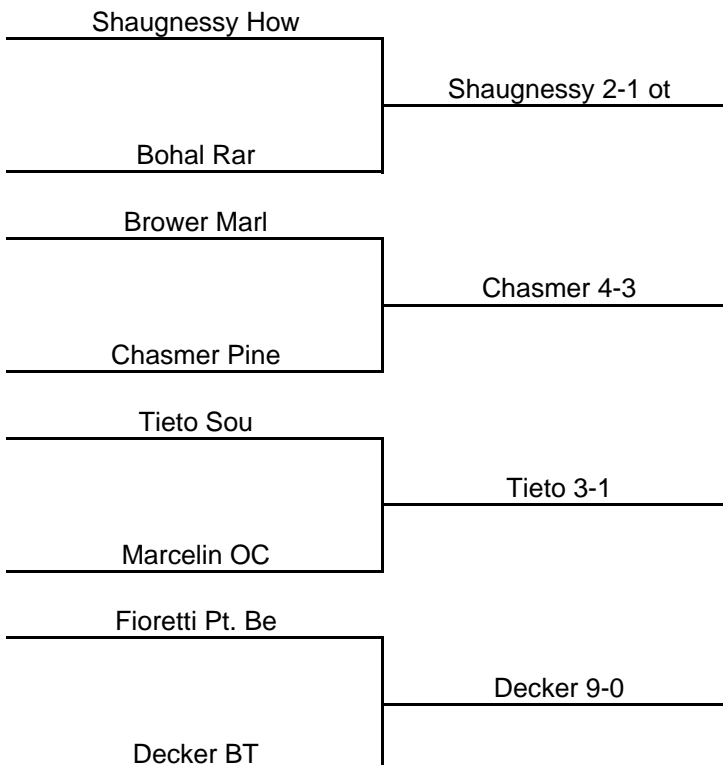 Shaugnessy How
Shaugnessy 2-1 ot
Bohal Rar
Brower Marl
Chasmer 4-3
Chasmer Pine
Tieto Sou
Tieto 3-1
Marcelin OC
Fioretti Pt. Be
Decker 9-0
Decker BT